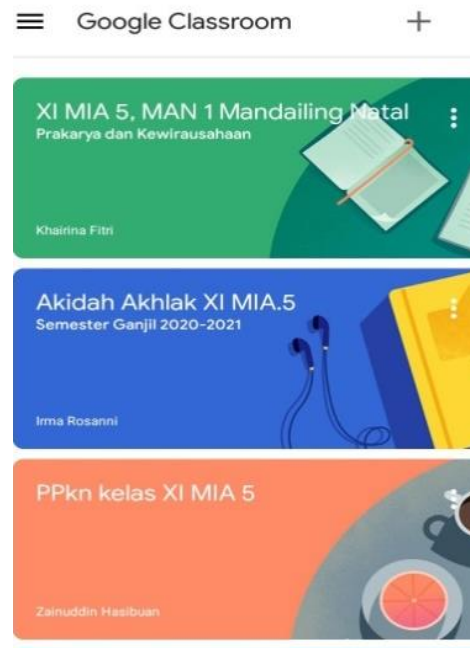 Google Classroom
XI MIA 5, MAN 1 Mandailing Natal
Prakarya dan Kewirausahaan
Khairina Fitri
Akidah Akhlak XI MIA.5
Semester Ganjil 2020-2021
Irma Rosanni
PPkn kelas XI MIA 5
Zainuddin Hasibuan